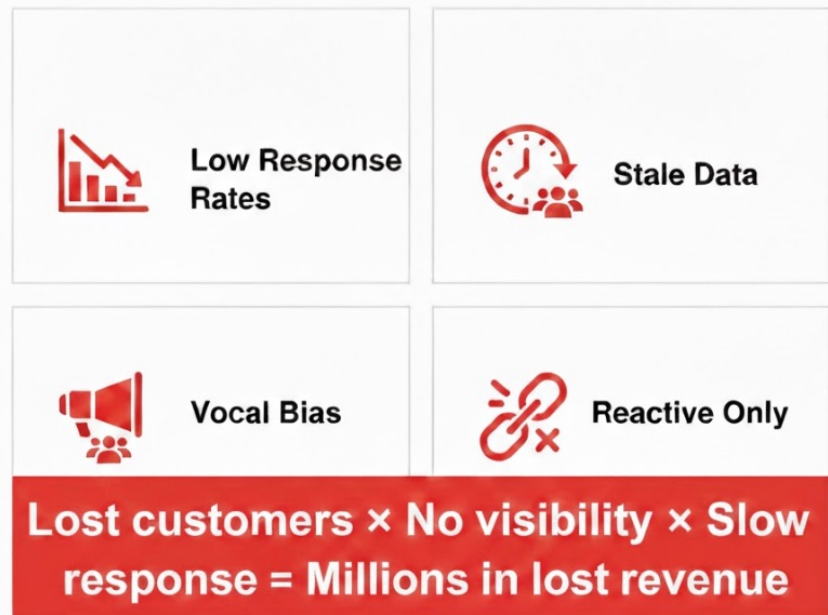 Low Response
Rates
Stale Data
Vocal Bias
Reactive Only
Lost customers × No visibility × Slow
response = Millions in lost revenue